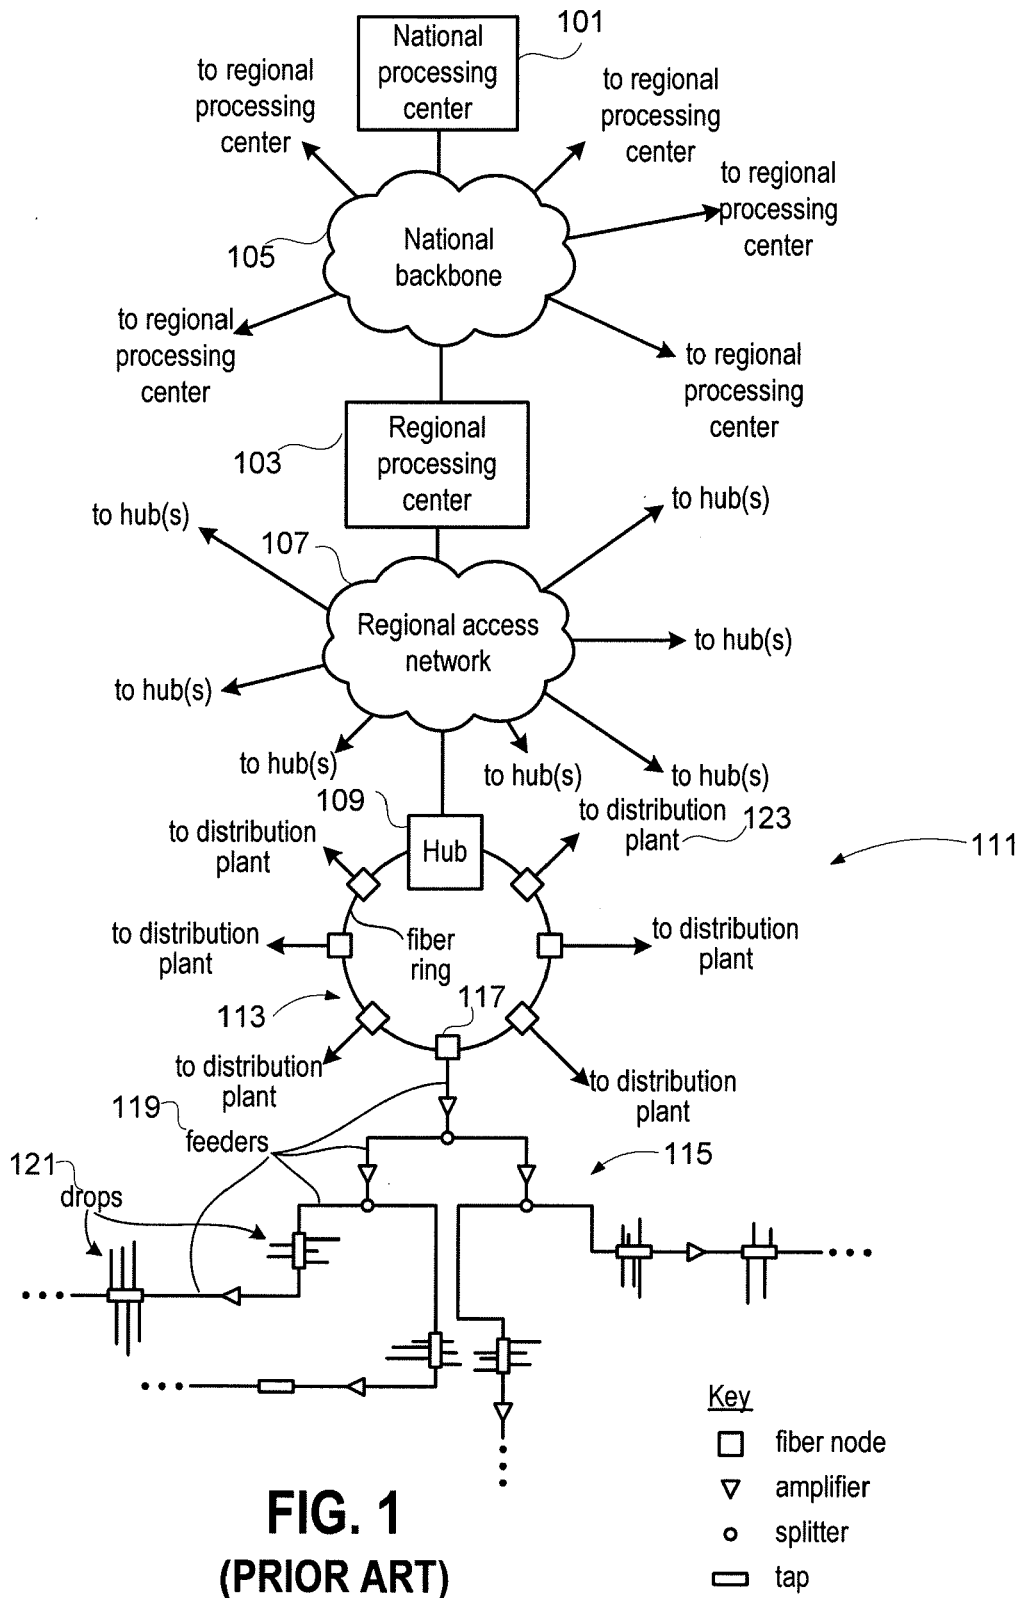 101
National
processing
center
to regional
processing
center
to regional
processing
center
to regional
processing
center
105
National
backbone
to regional
processing
center
to regional
processing
center
103
Regional
processing
center
to hub(s)
to hub(s)
107
Regional access
network
to hub(s)
to hub(s)
to hub(s)
to hub(s)
to hub(s)
109
Hub
to distribution
plant
to distribution
plant
123
111
to distribution
plant
fiber
ring
to distribution
plant
113
117
to distribution
plant
to distribution
plant
119
feeders
115
121
drops
Key
fiber node
amplifier
splitter
tap
FIG. 1
(PRIOR ART)